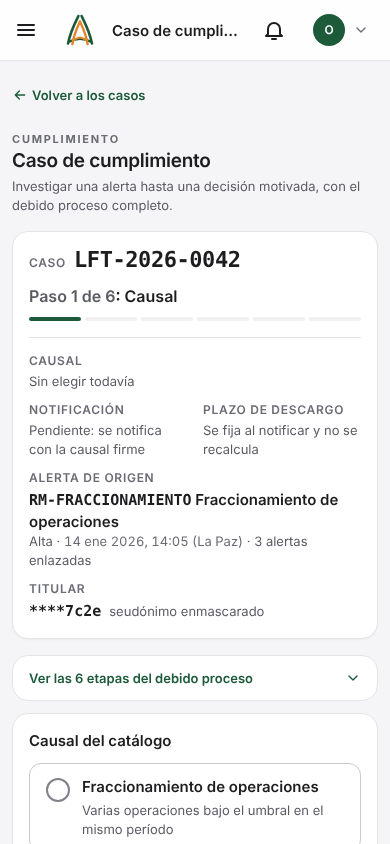 Caso de cumpli...
O
← Volver a los casos
CUMPLIMIENTO
Caso de cumplimiento
Investigar una alerta hasta una decisión motivada, con el
debido proceso completo.
CASO LFT-2026-0042
Paso 1 de 6: Causal
CAUSAL
Sin elegir todavía
NOTIFICACIÓN
Pendiente: se notifica
con la causal firme
PLAZO DE DESCARGO
Se fija al notificar y no se
recalcula
ALERTA DE ORIGEN
RM-FRACCIONAMIENTO Fraccionamiento de
operaciones
Alta · 14 ene 2026, 14:05 (La Paz) · 3 alertas
enlazadas
TITULAR
****7c2e seudónimo enmascarado
Ver las 6 etapas del debido proceso
Causal del catálogo
Fraccionamiento de operaciones
Varias operaciones bajo el umbral en el
mismo período